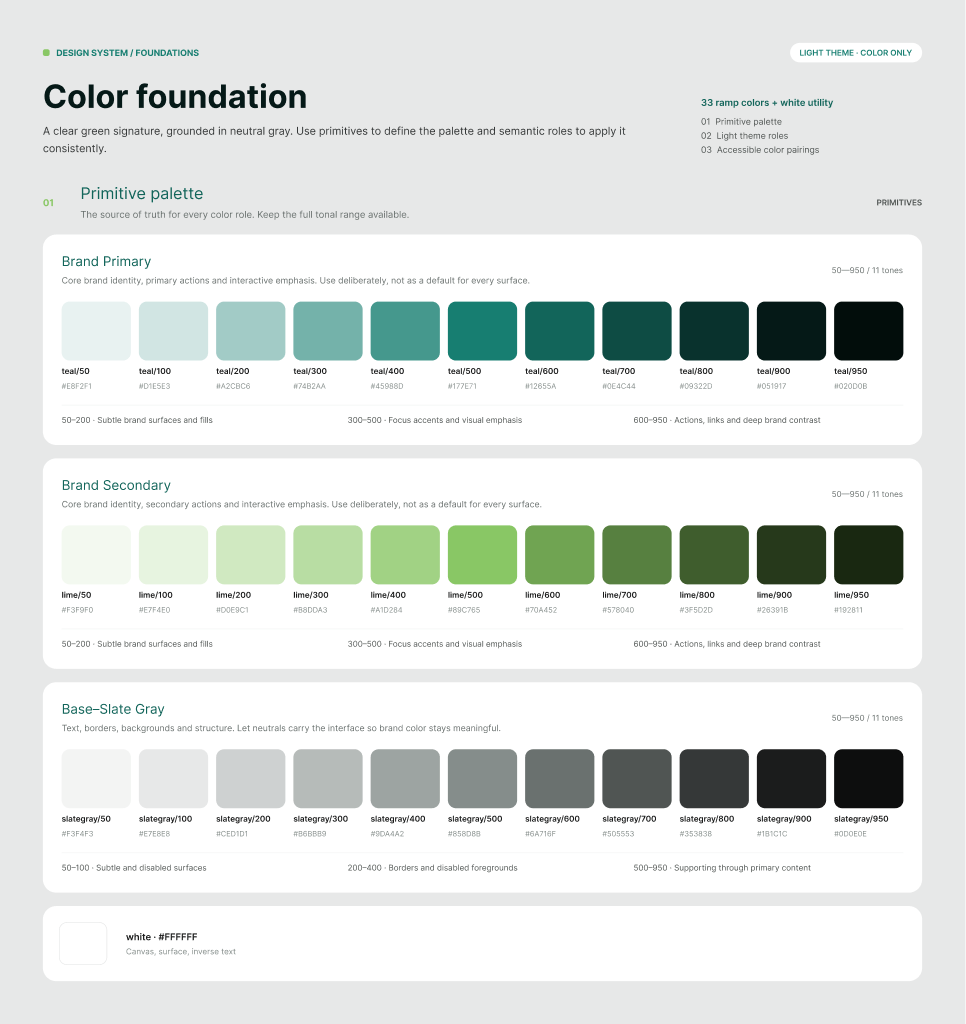 DESIGN SYSTEM / FOUNDATIONS
LIGHT THEME · COLOR ONLY
Color foundation
A clear green signature, grounded in neutral gray. Use primitives to define the palette and semantic roles to apply it
consistently.
33 ramp colors + white utility
01 Primitive palette
02 Light theme roles
03 Accessible color pairings
01
Primitive palette
The source of truth for every color role. Keep the full tonal range available.
PRIMITIVES
Brand Primary
Core brand identity, primary actions and interactive emphasis. Use deliberately, not as a default for every surface.
50—950 / 11 tones
teal/50 teal/100 teal/200 teal/300 teal/400 teal/500 teal/600 teal/700 teal/800 teal/900 teal/950
#E8F2F1 #D1E5E3 #A2CBC6 #74B2AA #45988D #177E71 #12655A #0E4C44 #09322D #051917 #020D0B
50–200 · Subtle brand surfaces and fills
300–500 · Focus accents and visual emphasis
600–950 · Actions, links and deep brand contrast
Brand Secondary
Core brand identity, secondary actions and interactive emphasis. Use deliberately, not as a default for every surface.
50—950 / 11 tones
lime/50 lime/100 lime/200 lime/300 lime/400 lime/500 lime/600 lime/700 lime/800 lime/900 lime/950
#F3F9F0 #E7F4E0 #D0E9C1 #B8DDA3 #A1D284 #89C765 #70A452 #578040 #3F5D2D #26391B #192811
50–200 · Subtle brand surfaces and fills
300–500 · Focus accents and visual emphasis
600–950 · Actions, links and deep brand contrast
Base–Slate Gray
Text, borders, backgrounds and structure. Let neutrals carry the interface so brand color stays meaningful.
50—950 / 11 tones
slategray/50 slategray/100 slategray/200 slategray/300 slategray/400 slategray/500 slategray/600 slategray/700 slategray/800 slategray/900 slategray/950
#F3F4F3 #E7E8E8 #CED1D1 #B6BBB9 #9DA4A2 #858D8B #6A716F #505553 #353838 #1B1C1C #0D0E0E
50–100 · Subtle and disabled surfaces
200–400 · Borders and disabled foregrounds
500–950 · Supporting through primary content
white · #FFFFFF
Canvas, surface, inverse text